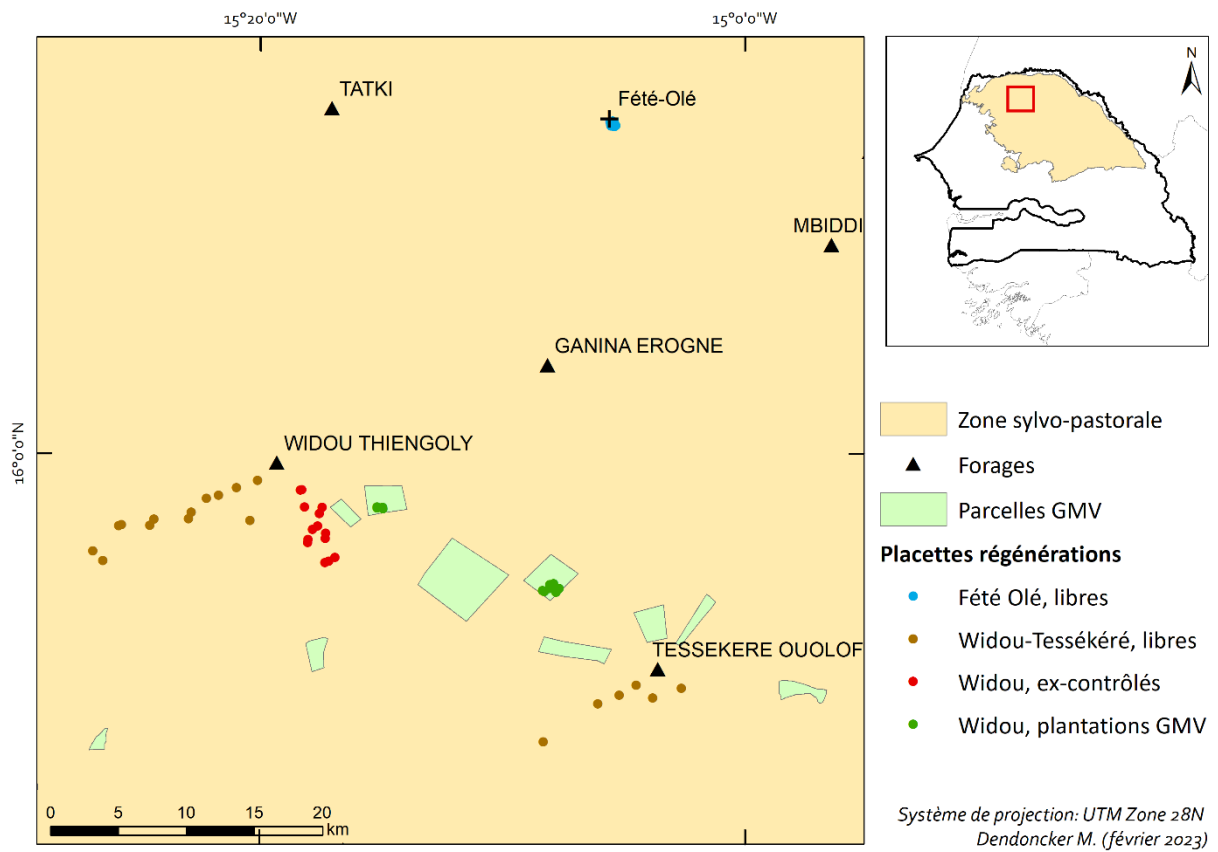 15°20'0"W
15°0'0"W
N
TATKI
Fété-Olé
MBIDDI
GANINA EROGNE
16°0'0"N
WIDOU THIENGOLY
TESSEKERE OUOLOF
0 5 10 15 20
km
Zone sylvo-pastorale
Forages
Parcelles GMV
Placettes régénérations
Fété Olé, libres
Widou-Tessékéré, libres
Widou, ex-contrôlés
Widou, plantations GMV
Système de projection: UTM Zone 28N
Dendoncker M. (février 2023)